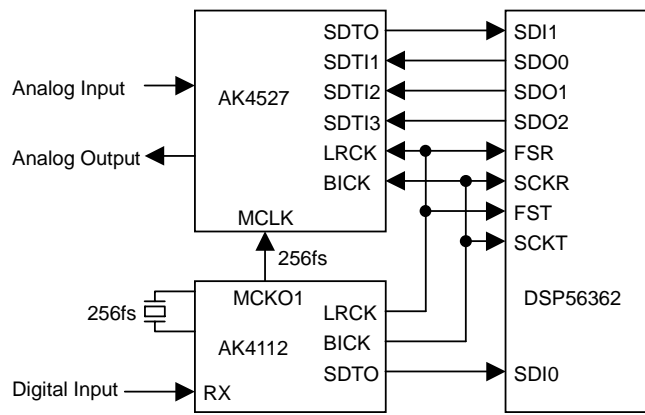 SDTO
SDI1
SDTI1
SDO0
Analog Input
AK4527
SDTI2
SDO1
SDTI3
SDO2
Analog Output
LRCK
FSR
BICK
SCKR
MCLK
FST
256fs
SCKT
MCKO1
DSP56362
256fs
LRCK
AK4112
BICK
Digital Input
RX
SDTO
SDI0